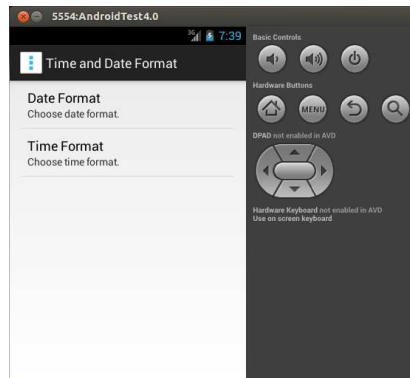 5554:AndroidTest4.0
3G 7:39
Time and Date Format
Date Format
Choose date format.
Time Format
Choose time format.
Basic Controls
Hardware Buttons
MENU
DPAD not enabled in AVD
Hardware Keyboard not enabled in AVD
Use on screen keyboard